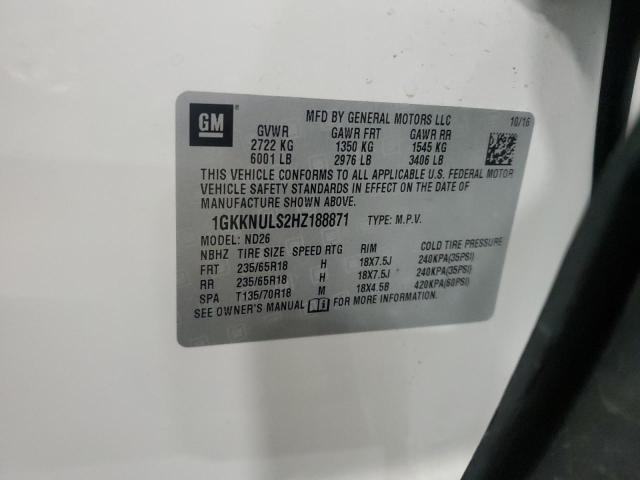 GM
MFD BY GENERAL MOTORS LLC 10/16
GVWR GAWR FRT GAWR RR
2722 KG 1350 KG 1545 KG
6001 LB 2976 LB 3406 LB
THIS VEHICLE CONFORMS TO ALL APPLICABLE U.S. FEDERAL MOTOR
VEHICLE SAFETY STANDARDS IN EFFECT ON THE DATE OF
MANUFACTURE SHOWN ABOVE.
1GKKNULS2HZ188871 TYPE: M.P.V.
MODEL: ND26
NBHZ TIRE SIZE SPEED RTG RIM COLD TIRE PRESSURE
FRT 235/65R18 H 18X7.5J 240KPA(35PSI)
RR 235/65R18 H 18X7.5J 240KPA(35PSI)
SPA T135/70R18 M 18X4.5B 420KPA(60PSI)
SEE OWNER'S MANUAL FOR MORE INFORMATION.